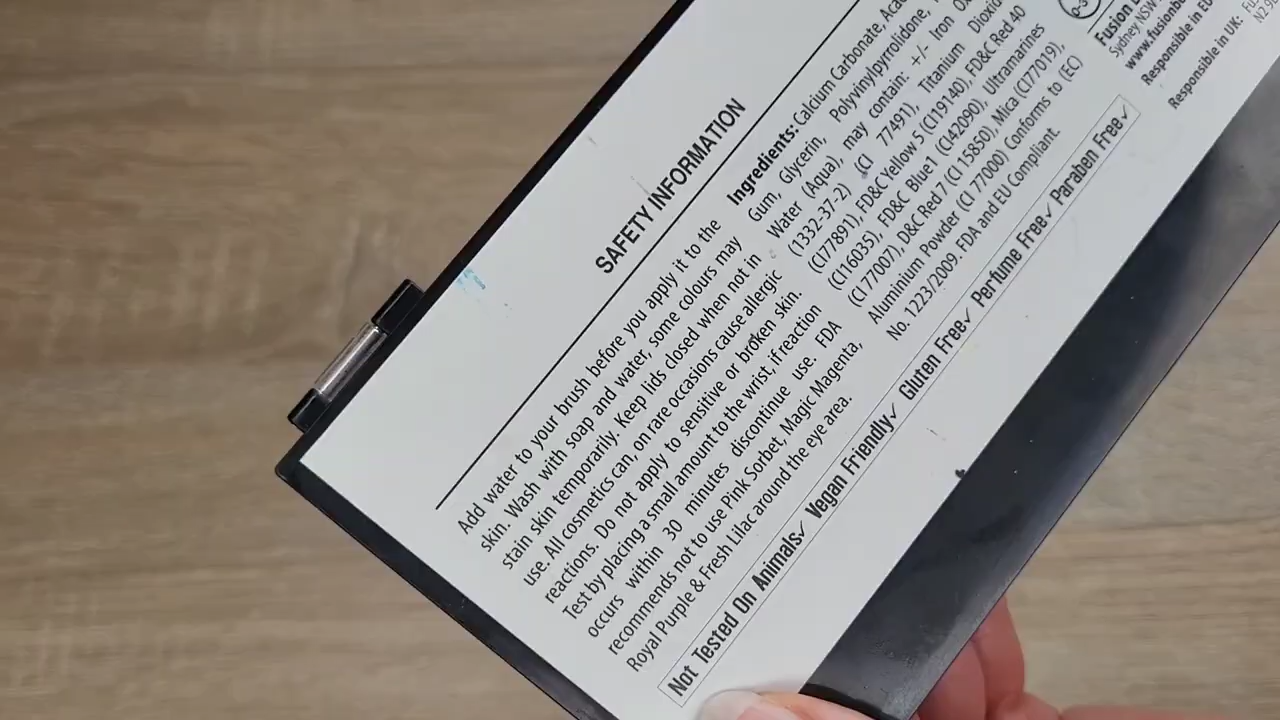 SAFETY INFORMATION
Add water to your brush before you apply it to the
skin. Wash with soap and water, some colours may
stain skin temporarily. Keep lids closed when not in
use. All cosmetics can, on rare occasions cause allergic
reactions. Do not apply to sensitive or broken skin.
Test by placing a small amount to the wrist, if reaction
occurs within 30 minutes discontinue use. FDA
recommends not to use Pink Sorbet, Magic Magenta,
Royal Purple & Fresh Lilac around the eye area.
Ingredients: Calcium Carbonate,
Gum, Glycerin, Polyvinylpyrrolidone,
Water (Aqua), may contain: +/- Iron
(1332-37-2) (CI 77491), Titanium
(CI77891), FD&C Yellow 5 (CI19140), FD&C Red 40
(CI16035), FD&C Blue1 (CI42090), Ultramarines
(CI 77007), D&C Red 7 (CI 15850), Mica (CI77019),
Aluminium Powder (CI 77000) Conforms to (EC)
No. 1223/2009. FDA and EU Compliant.
Not Tested On Animals✓ Vegan Friendly✓ Gluten Free✓ Perfume Free✓ Paraben Free✓
0-3
Fusion
Sydney NSW
Responsible in
Responsible in UK: